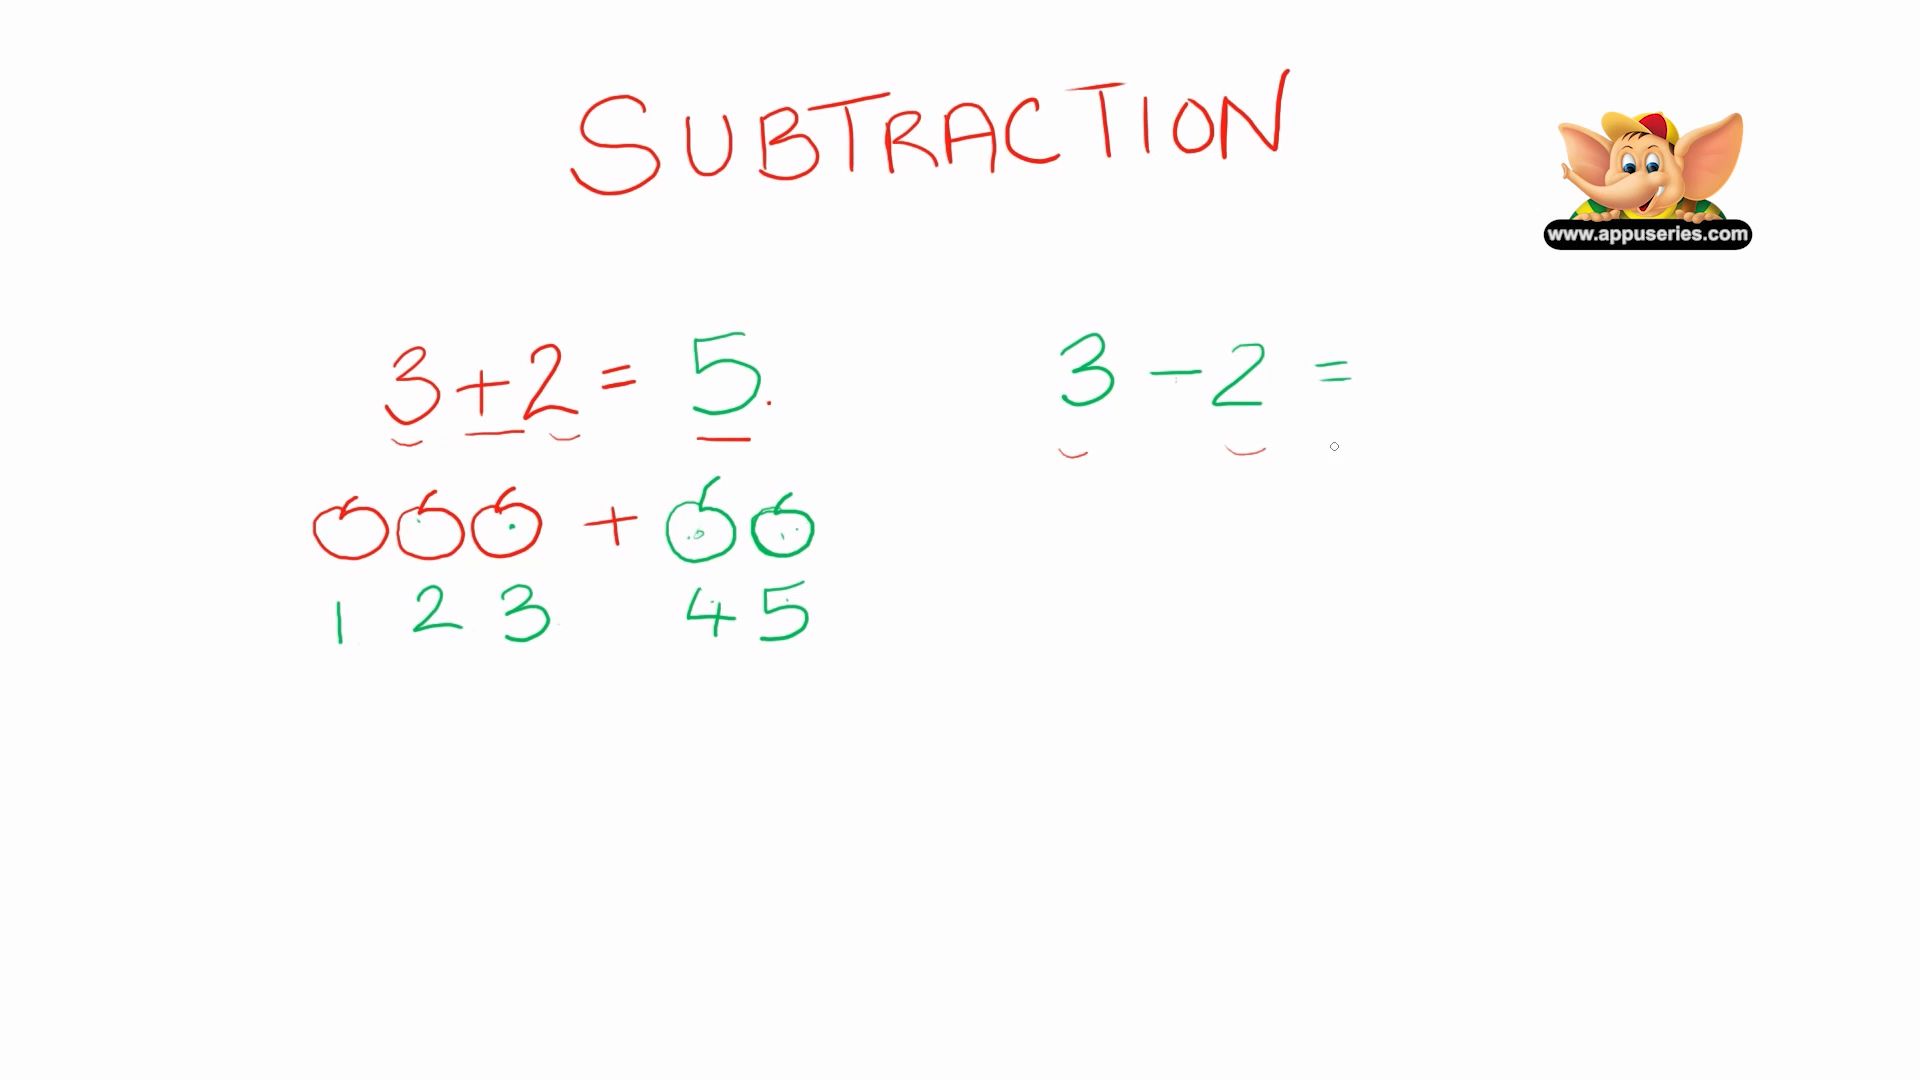 SUBTRACTION
www.appuseries.com
3 + 2 = 5.
3 - 2 =
+
1 2 3 4 5